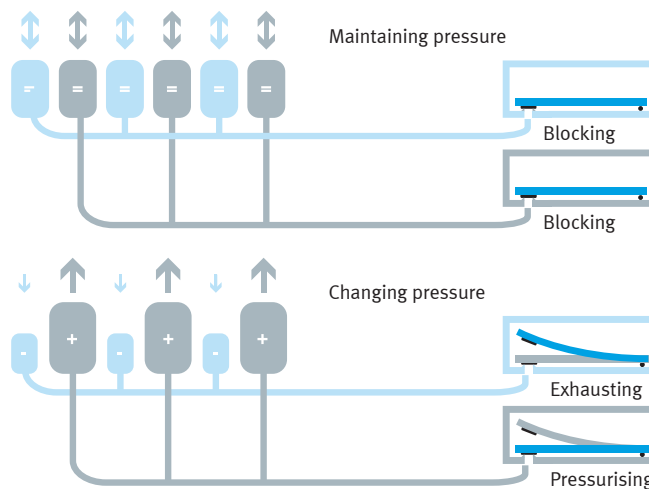 Maintaining pressure
= = = = = =
Blocking
Blocking
Changing pressure
- + - + - +
Exhausting
Pressurising